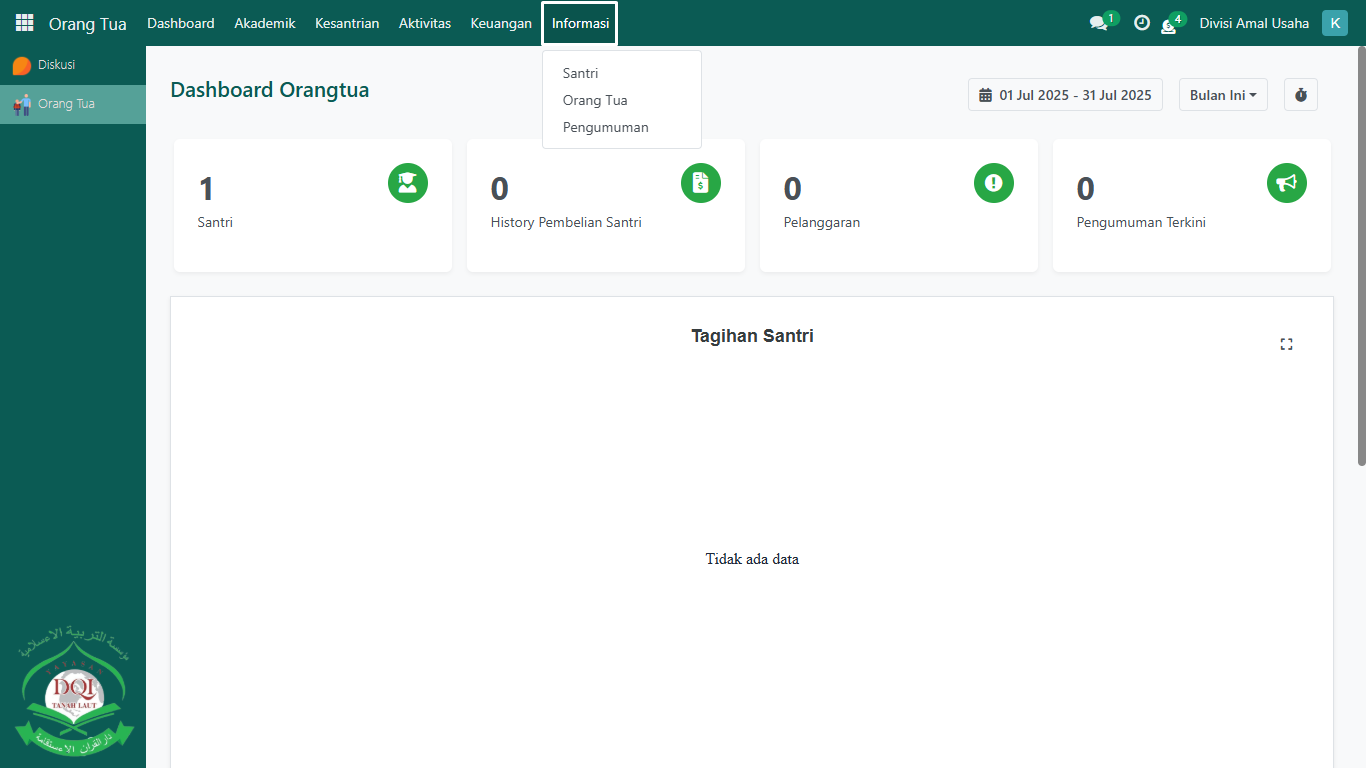 Orang Tua
Dashboard
Akademik
Kesantrian
Aktivitas
Keuangan
Informasi
1
4
Divisi Amal Usaha
K
Diskusi
Orang Tua
Santri
Orang Tua
Pengumuman
Dashboard Orangtua
01 Jul 2025 - 31 Jul 2025
Bulan Ini
1
Santri
0
History Pembelian Santri
0
Pelanggaran
0
Pengumuman Terkini
Tagihan Santri
Tidak ada data
مؤسسة التربية الإسلامية
YAYASAN
DQI
TANAH LAUT
دار القرآن الاستقامة